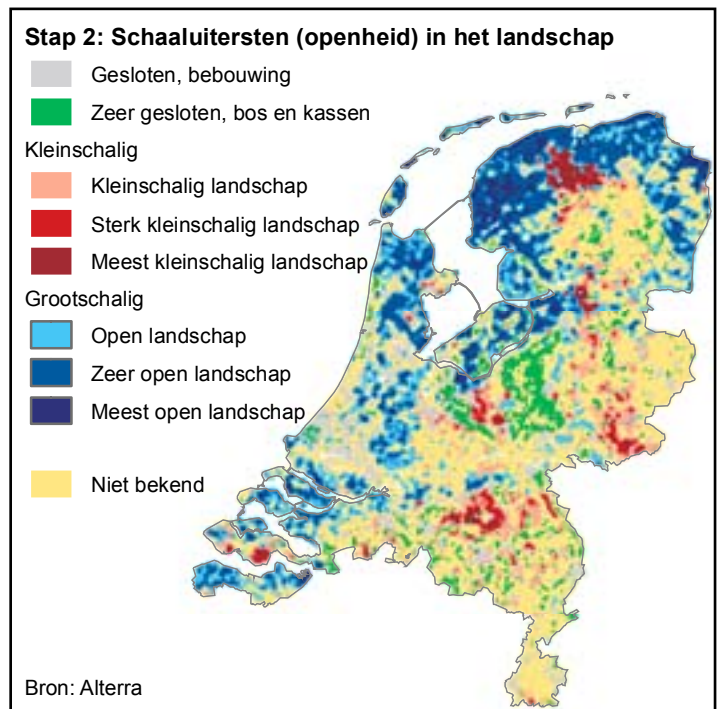 Stap 2: Schaaluitersten (openheid) in het landschap
Gesloten, bebouwing
Zeer gesloten, bos en kassen
Kleinschalig
Kleinschalig landschap
Sterk kleinschalig landschap
Meest kleinschalig landschap
Grootschalig
Open landschap
Zeer open landschap
Meest open landschap
Niet bekend
Bron: Alterra